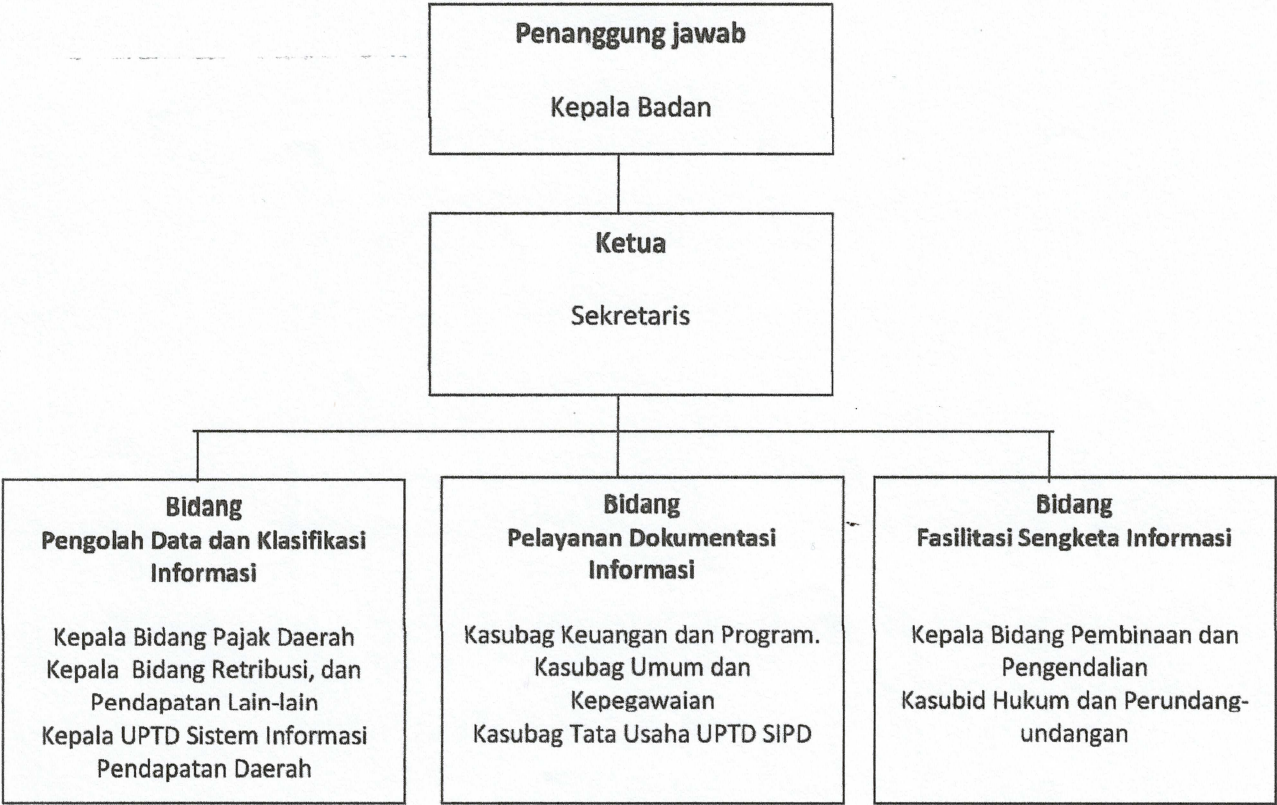 Penanggung jawab
Kepala Badan
Ketua
Sekretaris
Bidang
Pengolah Data dan Klasifikasi
Informasi
Kepala Bidang Pajak Daerah
Kepala Bidang Retribusi, dan
Pendapatan Lain-lain
Kepala UPTD Sistem Informasi
Pendapatan Daerah
Bidang
Pelayanan Dokumentasi
Informasi
Kasubag Keuangan dan Program.
Kasubag Umum dan
Kepegawaian
Kasubag Tata Usaha UPTD SIPD
Bidang
Fasilitasi Sengketa Informasi
Kepala Bidang Pembinaan dan
Pengendalian
Kasubid Hukum dan Perundang-
undangan